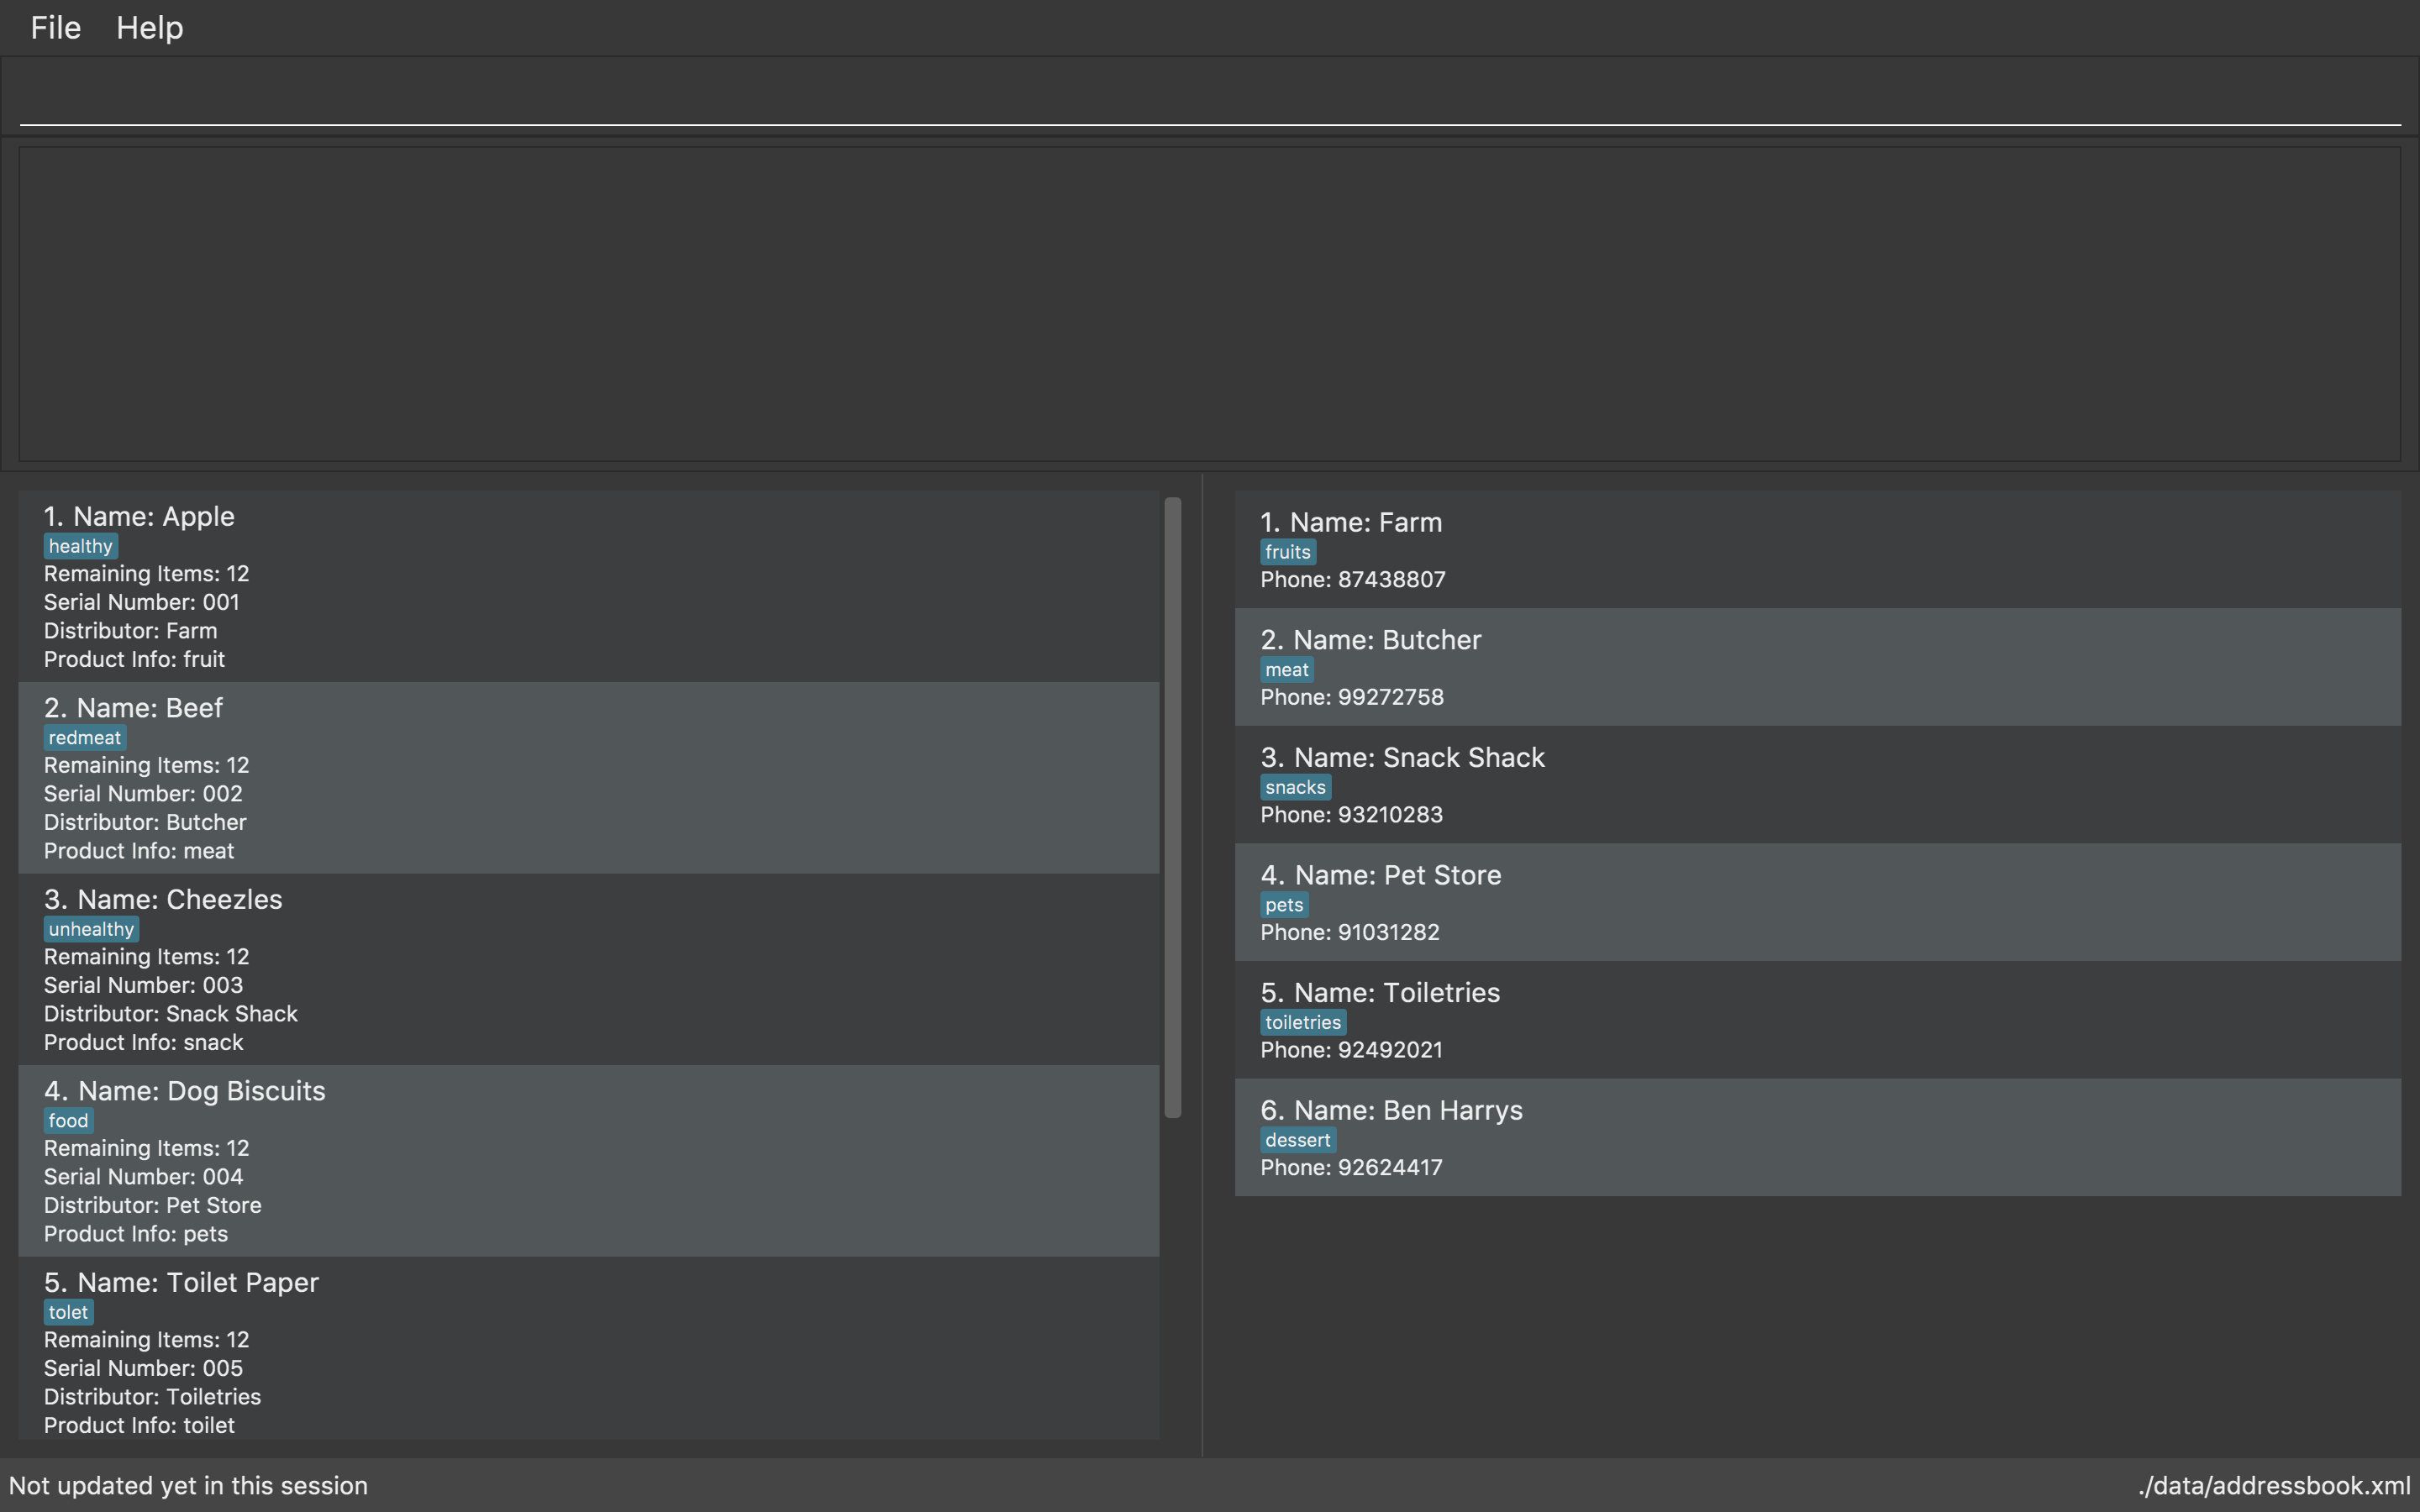 File Help
1. Name: Apple
healthy
Remaining Items: 12
Serial Number: 001
Distributor: Farm
Product Info: fruit
2. Name: Beef
redmeat
Remaining Items: 12
Serial Number: 002
Distributor: Butcher
Product Info: meat
3. Name: Cheezles
unhealthy
Remaining Items: 12
Serial Number: 003
Distributor: Snack Shack
Product Info: snack
4. Name: Dog Biscuits
food
Remaining Items: 12
Serial Number: 004
Distributor: Pet Store
Product Info: pets
5. Name: Toilet Paper
tolet
Remaining Items: 12
Serial Number: 005
Distributor: Toiletries
Product Info: toilet
1. Name: Farm
fruits
Phone: 87438807
2. Name: Butcher
meat
Phone: 99272758
3. Name: Snack Shack
snacks
Phone: 93210283
4. Name: Pet Store
pets
Phone: 91031282
5. Name: Toiletries
toiletries
Phone: 92492021
6. Name: Ben Harrys
dessert
Phone: 92624417
Not updated yet in this session
./data/addressbook.xml